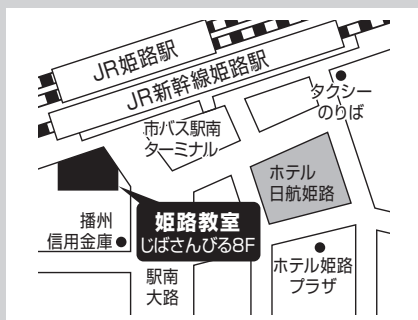 JR姫路駅
JR新幹線姫路駅
タクシー
のりば
市バス駅南
ターミナル
ホテル
日航姫路
姫路教室
じばさんびる8F
播州
信用金庫
駅南
大路
ホテル姫路
プラザ